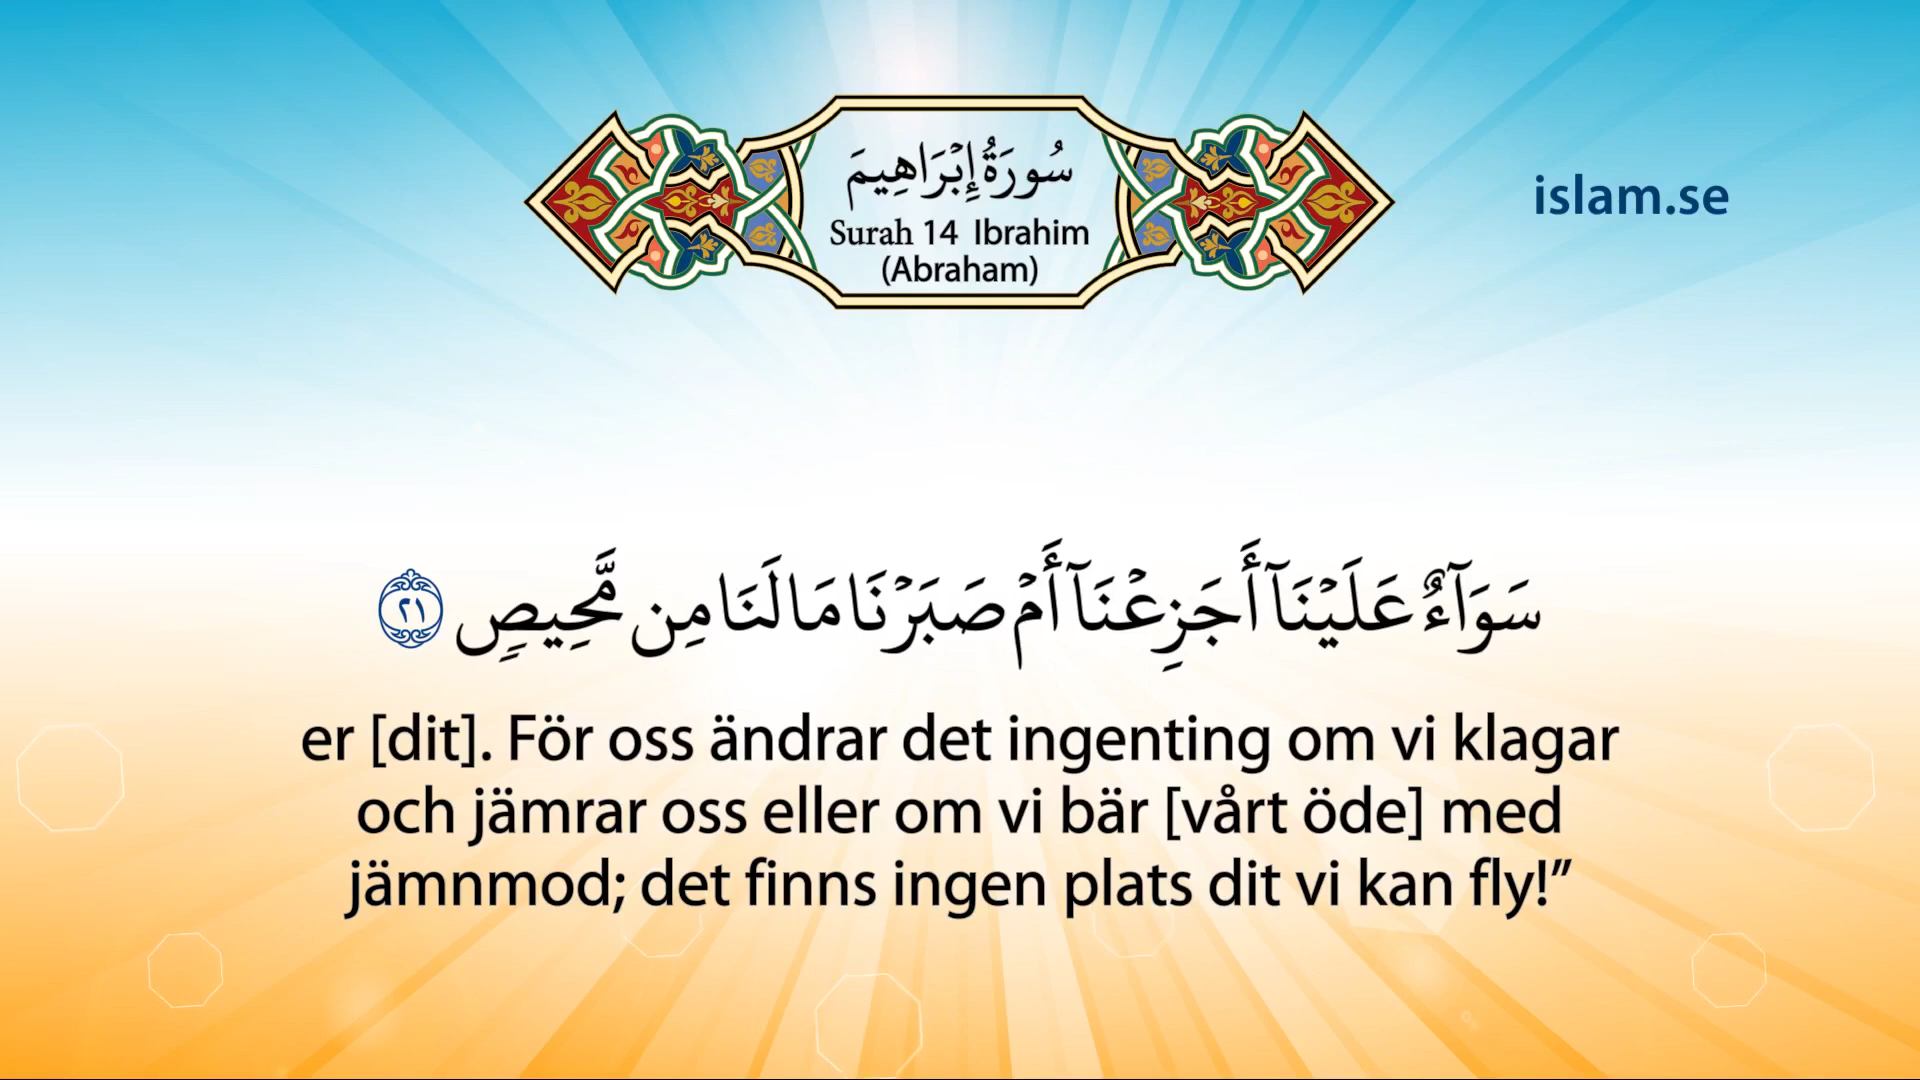 سُورَةُ إِبْرَاهِيمَ
Surah 14 Ibrahim
(Abraham)
islam.se
سَوَآءٌ عَلَيْنَآ أَجَزِعْنَآ أَمْ صَبَرْنَا مَا لَنَا مِن مَّحِيصٍ ٢١
er [dit]. För oss ändrar det ingenting om vi klagar
och jämrar oss eller om vi bär [vårt öde] med
jämnmod; det finns ingen plats dit vi kan fly!”